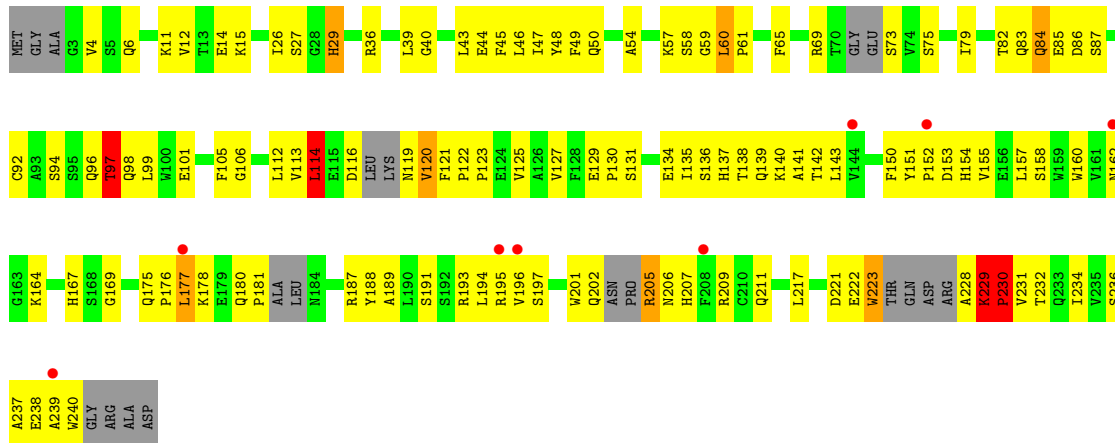 MET GLY ALA G3 V4 S5 Q6 K11 V12 T13 E14 K15 I26 S27 G28 H29 R36 L39 G40 L43 E44 F45 L46 I47 Y48 F49 Q50 A54 K57 S58 G59 L60 P61 F65 R69 T70 GLY GLU S73 V74 S75 I79 T82 Q83 Q84 E85 D86 S87
C92 A93 S94 S95 Q96 T97 Q98 L99 W100 E101 F105 G106 L112 V113 L114 E115 D116 LEU LYS N119 V120 F121 P122 P123 E124 V125 A126 V127 F128 E129 P130 S131 E134 I135 S136 H137 T138 Q139 K140 A141 T142 L143 V144 F150 Y151 P152 D153 H154 V155 E156 L157 S158 W159 W160 V161 N162
G163 K164 H167 S168 G169 Q175 P176 L177 K178 E179 Q180 P181 ALA LEU N184 R187 Y188 A189 L190 S191 S192 R193 L194 R195 V196 S197 W201 Q202 ASN PRO R205 N206 H207 F208 R209 C210 Q211 L217 D221 E222 W223 THR GLN ASP ARG A228 K229 P230 V231 T232 Q233 I234 V235 S236
A237 E238 A239 W240 GLY ARG ALA ASP